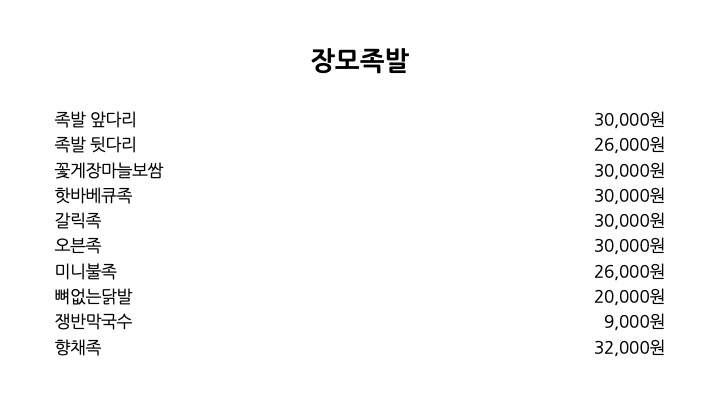 장모족발
족발 앞다리 30,000원
족발 뒷다리 26,000원
꽃게장마늘보쌈 30,000원
핫바베큐족 30,000원
갈릭족 30,000원
오븐족 30,000원
미니불족 26,000원
뼈없는닭발 20,000원
쟁반막국수 9,000원
향채족 32,000원